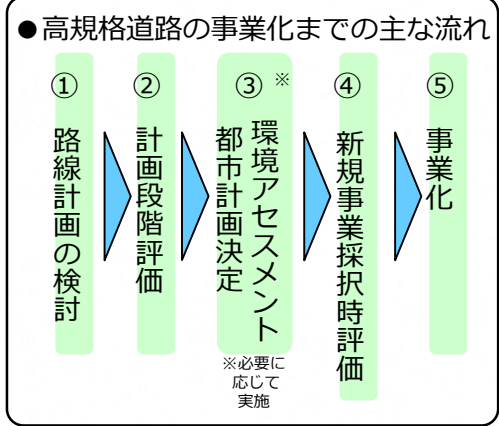 ●高規格道路の事業化までの主な流れ
①
路線計画の検討
②
計画段階評価
③※
環境アセスメント
都市計画決定
※必要に
応じて
実施
④
新規事業採択時評価
⑤
事業化